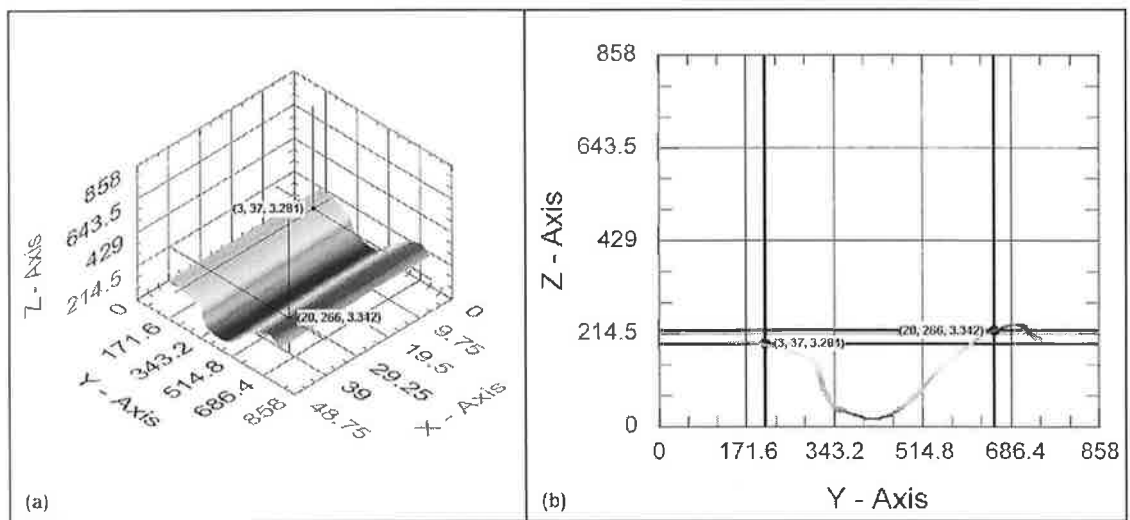 858
643.5
429
214.5
0
Z - Axis
(3, 37, 3.281)
(20, 266, 3.342)
0
171.6
343.2
514.8
686.4
858
Y - Axis
0
9.75
19.5
29.25
39
48.75
X - Axis
(a)
858
643.5
429
214.5
0
Z - Axis
(20, 266, 3.342)
(3, 37, 3.281)
0 171.6 343.2 514.8 686.4 858
Y - Axis
(b)